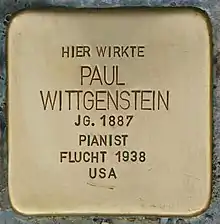 HIER WIRKTE
PAUL
WITTGENSTEIN
JG. 1887
PIANIST
FLUCHT 1938
USA